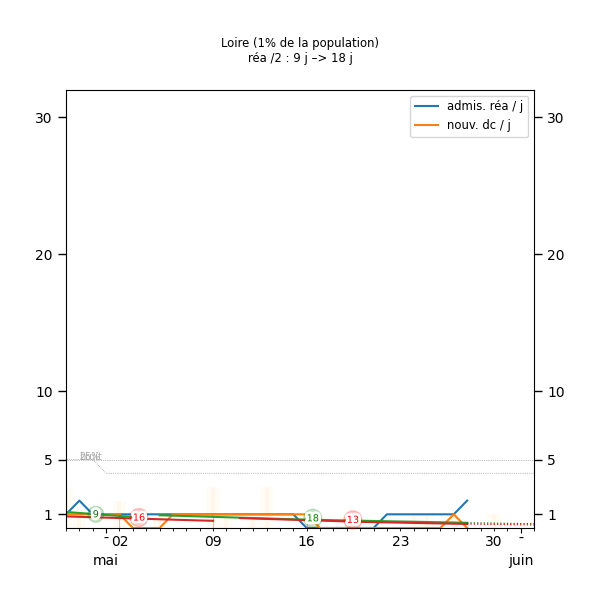 Loire (1% de la population)
réa /2 : 9 j –> 18 j
admis. réa / j
nouv. dc / j
30 30
20 20
10 10
5 5
25%
1 1
9 16 18 13
02 09 16 23 30
mai juin